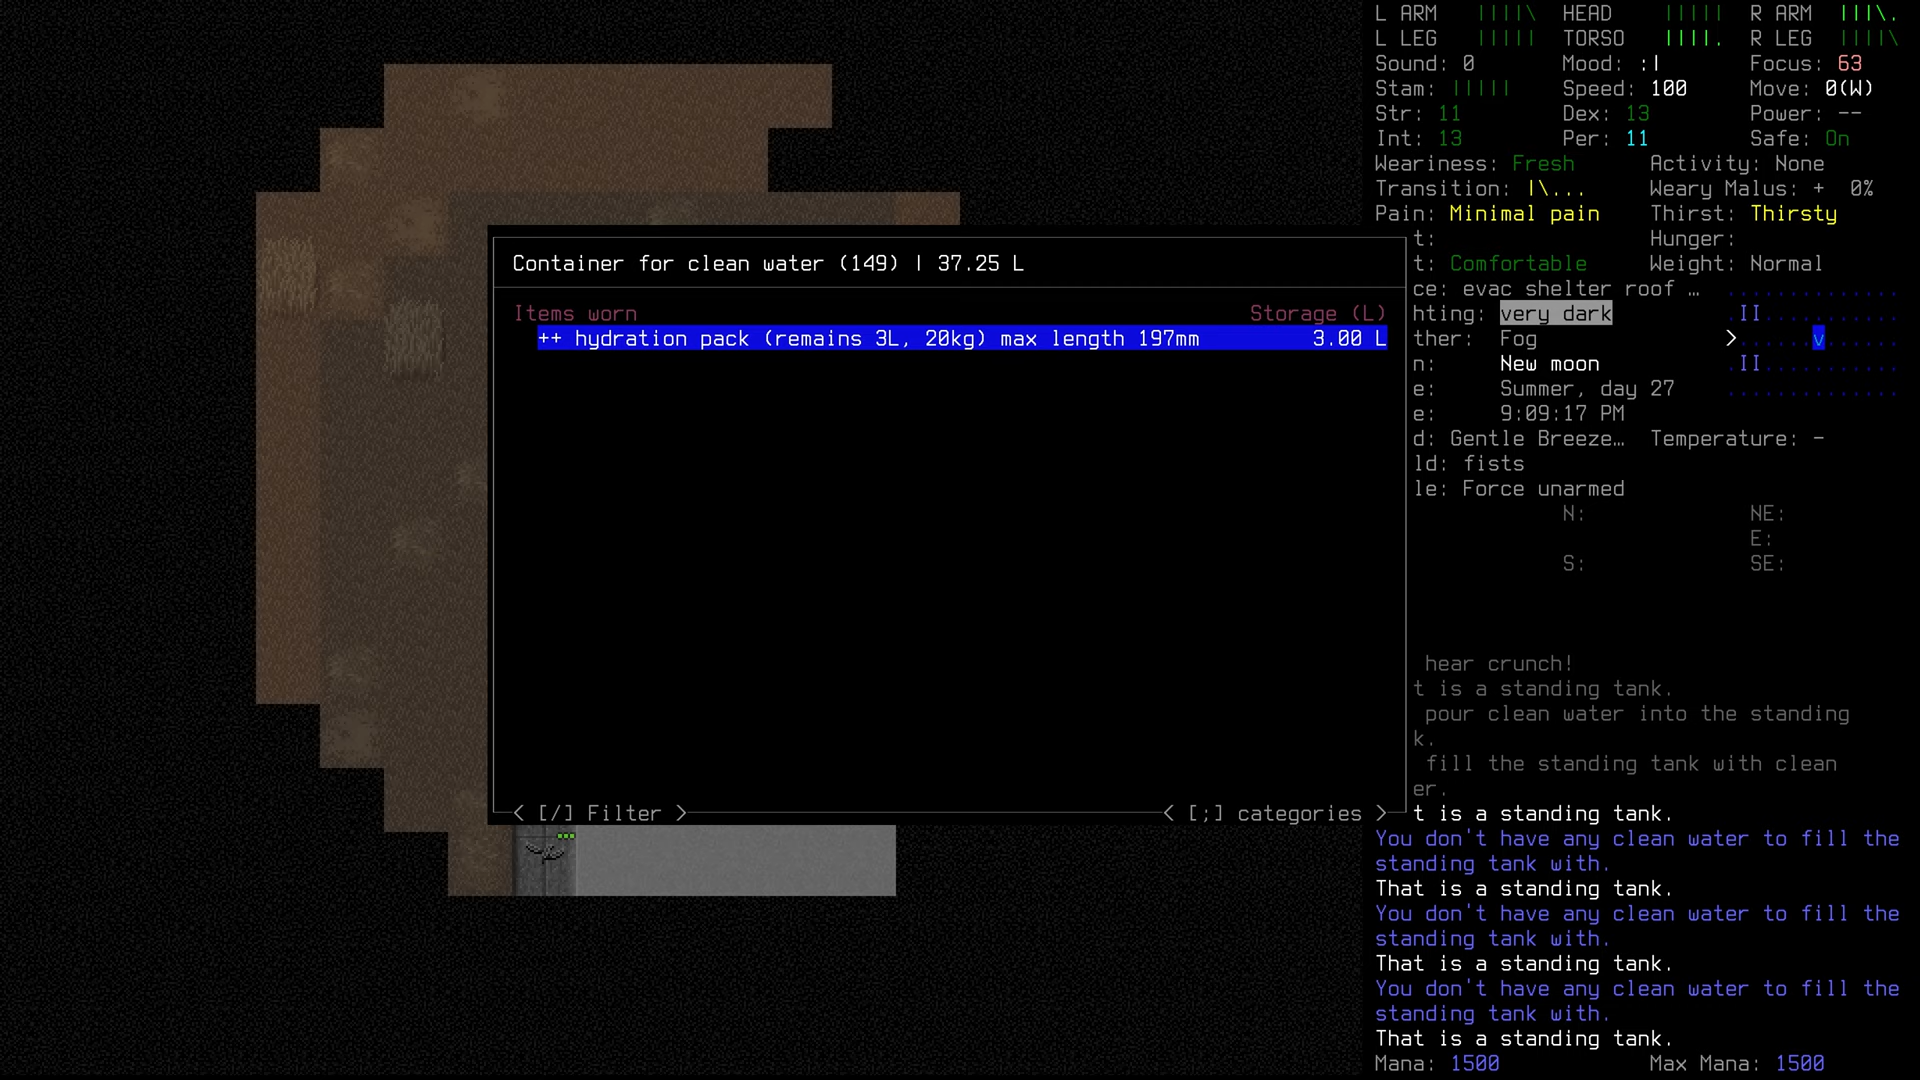 L ARM ||||\ HEAD ||||| R ARM |||\.
L LEG ||||| TORSO ||||. R LEG ||||\
Sound: 0 Mood: :| Focus: 63
Stam: ||||| Speed: 100 Move: 0(W)
Str: 11 Dex: 13 Power: --
Int: 13 Per: 11 Safe: On
Weariness: Fresh Activity: None
Transition: |\... Weary Malus: + 0%
Pain: Minimal pain Thirst: Thirsty
t: Hunger:
t: Comfortable Weight: Normal
ce: evac shelter roof …
hting: very dark
ther: Fog
n: New moon
e: Summer, day 27
e: 9:09:17 PM
d: Gentle Breeze… Temperature: -
ld: fists
le: Force unarmed
N: NE:
E:
S: SE:
Container for clean water (149) | 37.25 L
Items worn Storage (L)
++ hydration pack (remains 3L, 20kg) max length 197mm 3.00 L
< [/] Filter > < [;] categories >
hear crunch!
t is a standing tank.
pour clean water into the standing
k.
fill the standing tank with clean
er.
t is a standing tank.
You don't have any clean water to fill the
standing tank with.
That is a standing tank.
You don't have any clean water to fill the
standing tank with.
That is a standing tank.
You don't have any clean water to fill the
standing tank with.
That is a standing tank.
Mana: 1500 Max Mana: 1500